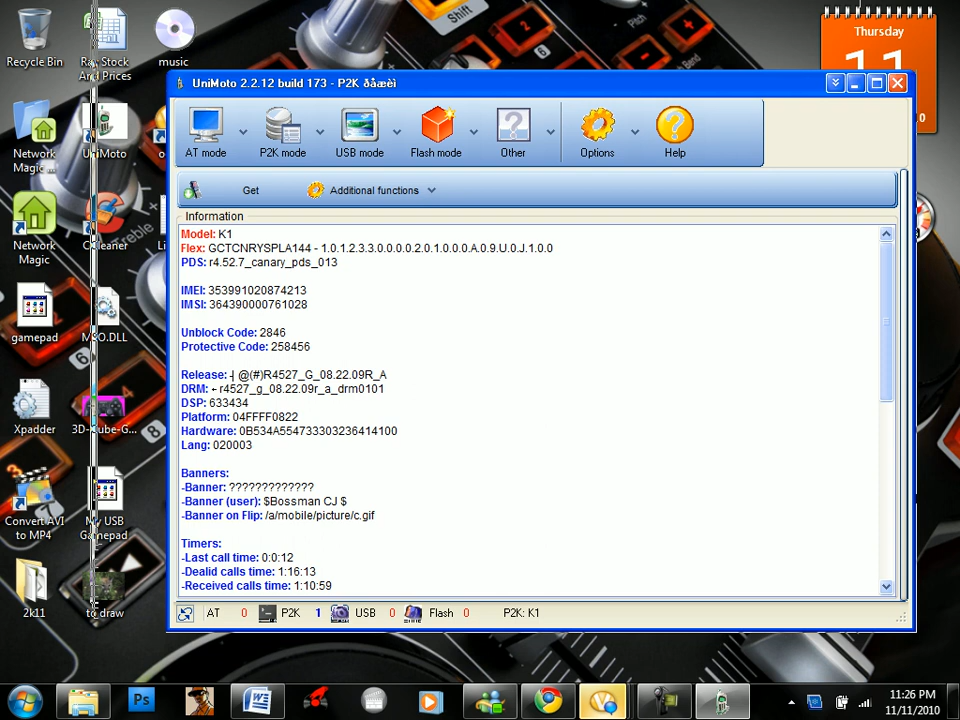 Recycle Bin
Ray Stock And Prices
music
Thursday
11
UniMoto 2.2.12 build 173 - P2K ðåæèì
AT mode
P2K mode
USB mode
Flash mode
Other
Options
Help
Get
Additional functions
Information
Model: K1
Flex: GCTCNRYSPLA144 - 1.0.1.2.3.3.0.0.0.0.2.0.1.0.0.0.A.0.9.U.0.J.1.0.0
PDS: r4.52.7_canary_pds_013
IMEI: 353991020874213
IMSI: 364390000761028
Unblock Code: 2846
Protective Code: 258456
Release: ┤ @(#)R4527_G_08.22.09R_A
DRM: ←r4527_g_08.22.09r_a_drm0101
DSP: 633434
Platform: 04FFFF0822
Hardware: 0B534A554733303236414100
Lang: 020003
Banners:
-Banner: ?????????????
-Banner (user): $Bossman CJ $
-Banner on Flip: /a/mobile/picture/c.gif
Timers:
-Last call time: 0:0:12
-Dealid calls time: 1:16:13
-Received calls time: 1:10:59
AT 0 P2K 1 USB 0 Flash 0 P2K: K1
Network Magic ...
UniMoto
Network Magic
CCleaner
gamepad
MSO.DLL
Xpadder
3D-Cube-G...
Convert AVI to MP4
My USB Gamepad
2k11
to draw
Shift
Pitch
Treble
Ps
11:26 PM
11/11/2010